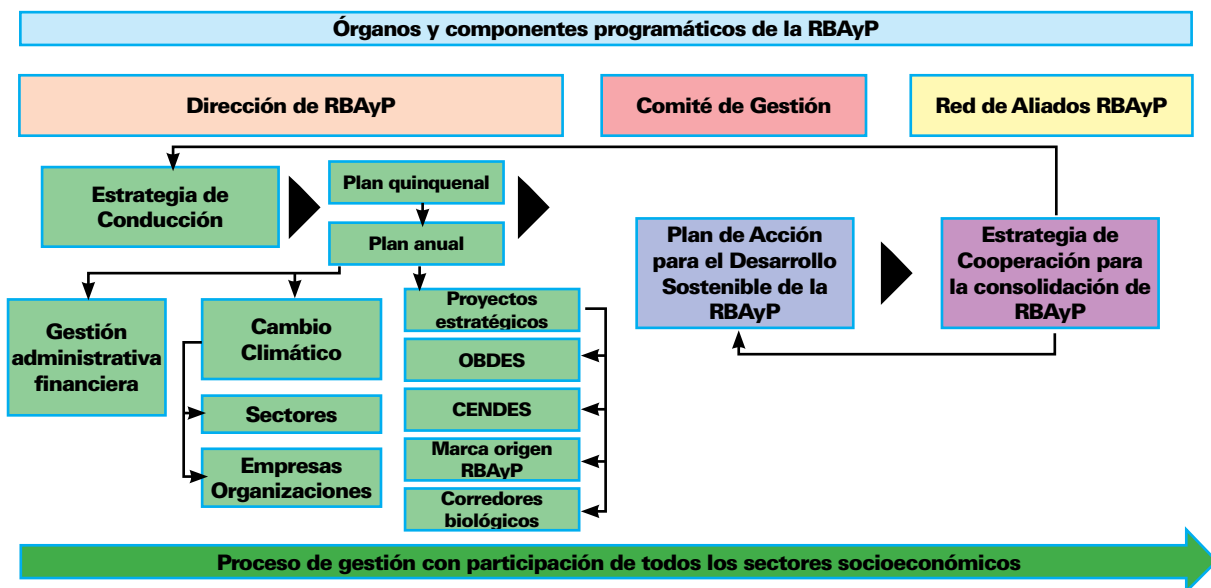 Órganos y componentes programáticos de la RBAyP
Dirección de RBAyP
Comité de Gestión
Red de Aliados RBAyP
Estrategia de
Conducción
Plan quinquenal
Plan anual
Gestión
administrativa
financiera
Cambio
Climático
Sectores
Empresas
Organizaciones
Proyectos
estratégicos
OBDES
CENDES
Marca origen
RBAyP
Corredores
biológicos
Plan de Acción
para el Desarrollo
Sostenible de la
RBAyP
Estrategia de
Cooperación para
la consolidación de
RBAyP
Proceso de gestión con participación de todos los sectores socioeconómicos